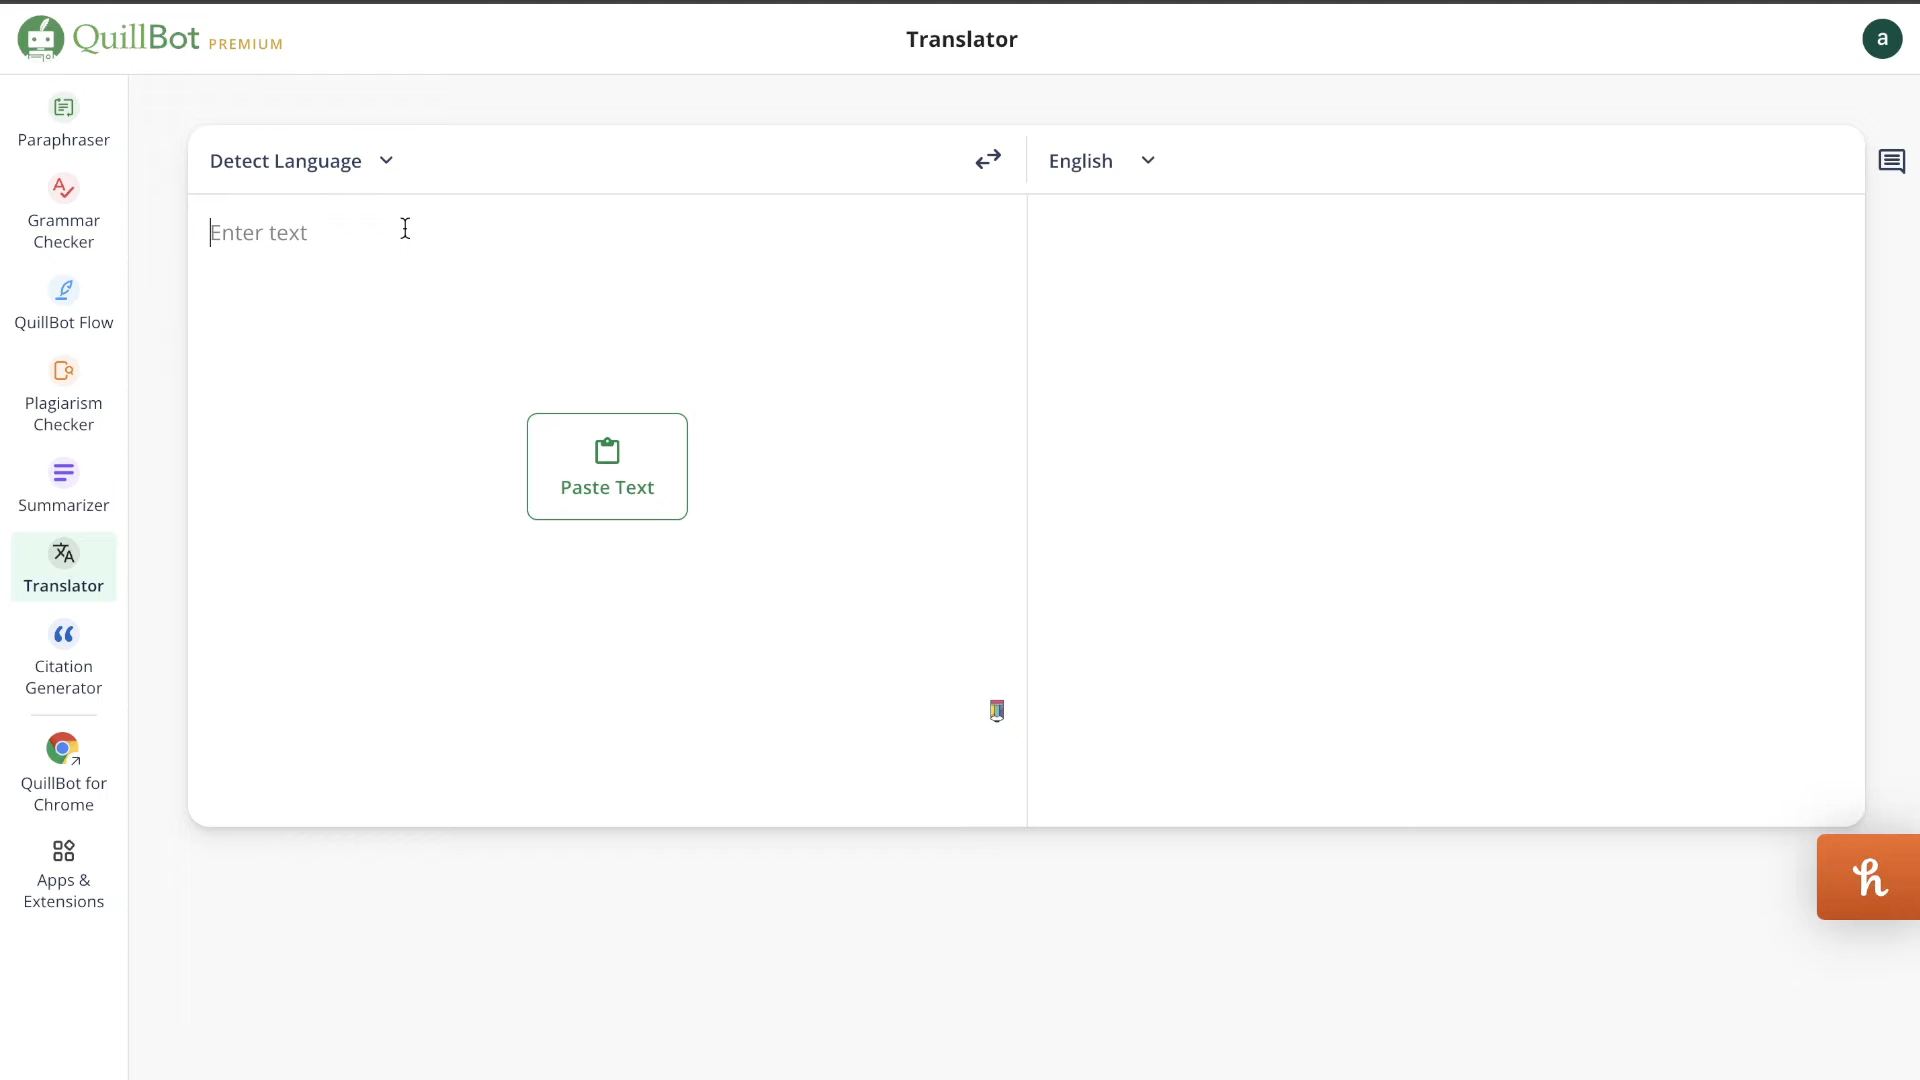 QuillBot PREMIUM
Translator
a
Paraphraser
Grammar
Checker
QuillBot Flow
Plagiarism
Checker
Summarizer
Translator
Citation
Generator
QuillBot for
Chrome
Apps &
Extensions
Detect Language
English
Enter text
Paste Text
h